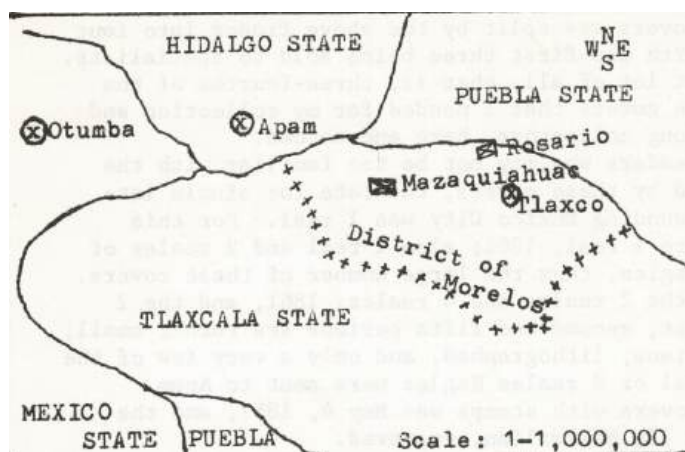 HIDALGO STATE
N
W E
S
PUEBLA STATE
Otumba
Apam
Rosario
Mazaquiahuac
Tlaxco
District of
Morelos
TLAXCALA STATE
MEXICO
STATE
PUEBLA
Scale: 1-1,000,000